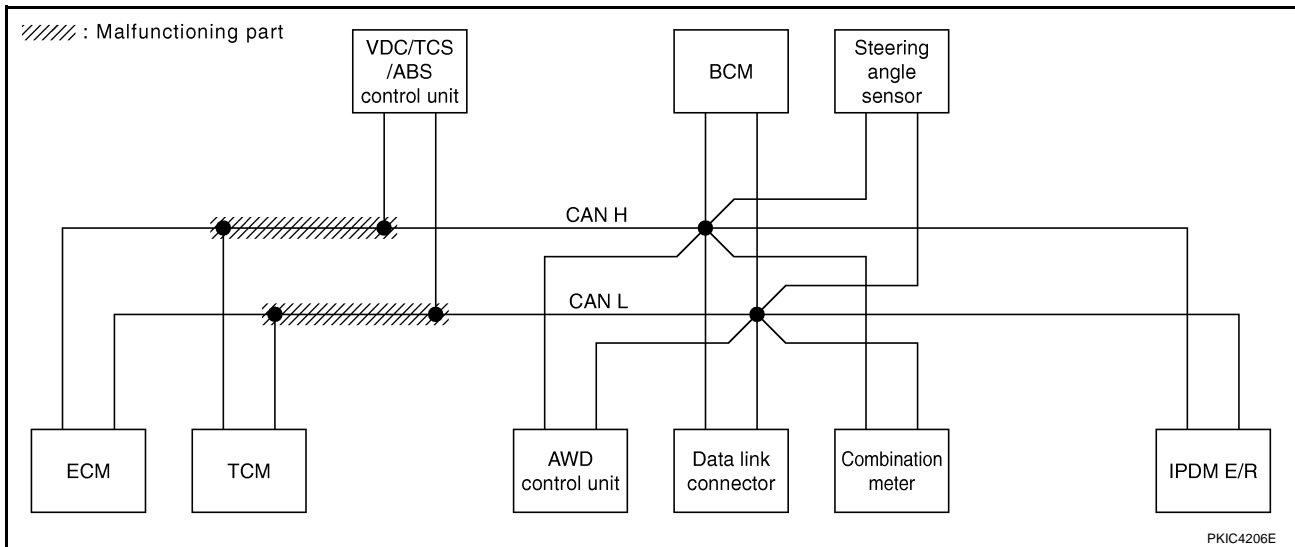 : Malfunctioning part
VDC/TCS
/ABS
control unit
BCM
Steering
angle
sensor
CAN H
CAN L
ECM
TCM
AWD
control unit
Data link
connector
Combination
meter
IPDM E/R
PKIC4206E